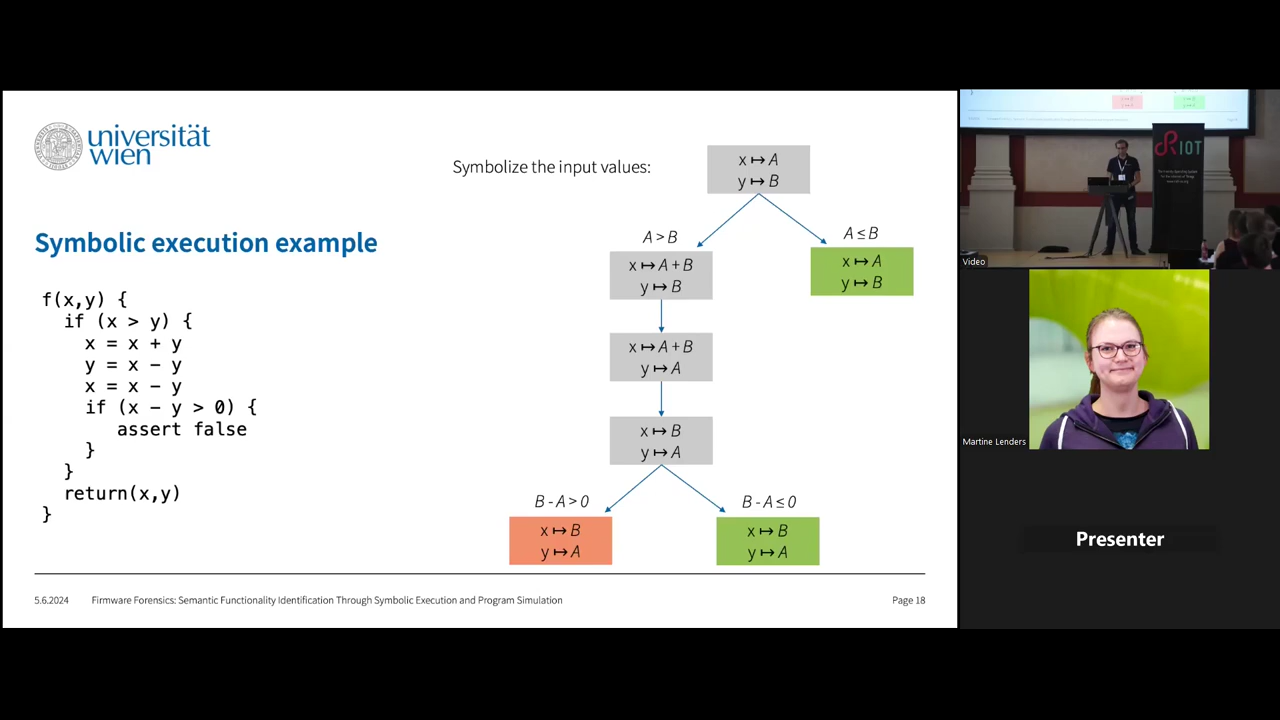 universität
wien
Symbolic execution example
f(x,y) {
if (x > y) {
x = x + y
y = x - y
x = x - y
if (x - y > 0) {
assert false
}
}
return(x,y)
}
Symbolize the input values:
x ↦ A
y ↦ B
A > B
A ≤ B
x ↦ A + B
y ↦ B
x ↦ A
y ↦ B
x ↦ A + B
y ↦ A
x ↦ B
y ↦ A
B - A > 0
B - A ≤ 0
x ↦ B
y ↦ A
x ↦ B
y ↦ A
5.6.2024
Firmware Forensics: Semantic Functionality Identification Through Symbolic Execution and Program Simulation
Page 18
RIOT
Video
Martine Lenders
Presenter